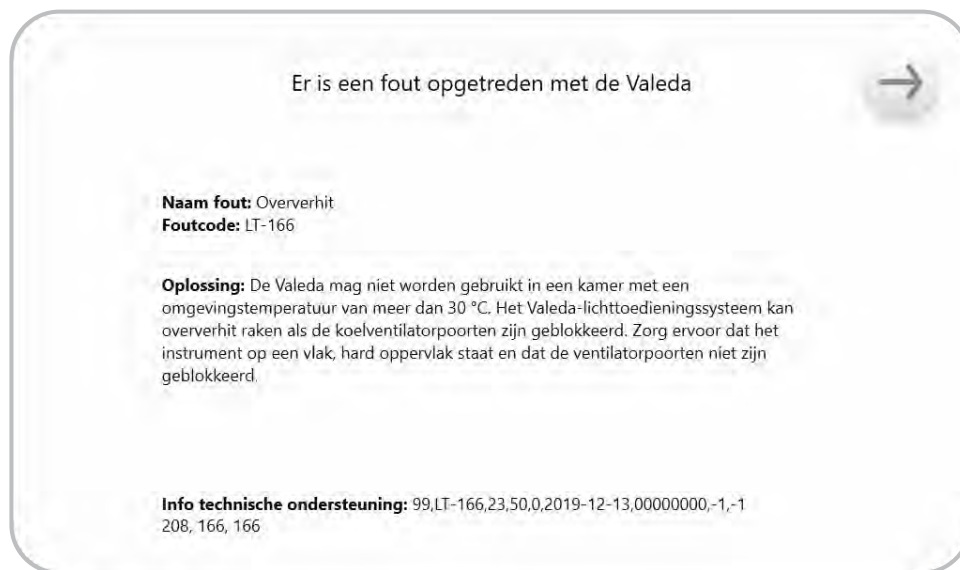 Er is een fout opgetreden met de Valeda
Naam fout: Oververhit
Foutcode: LT-166
Oplossing: De Valeda mag niet worden gebruikt in een kamer met een
omgevingstemperatuur van meer dan 30 °C. Het Valeda-lichttoedieningssysteem kan
oververhit raken als de koelventilatorpoorten zijn geblokkeerd. Zorg ervoor dat het
instrument op een vlak, hard oppervlak staat en dat de ventilatorpoorten niet zijn
geblokkeerd.
Info technische ondersteuning: 99,LT-166,23,50,0,2019-12-13,00000000,-1,-1
208, 166, 166